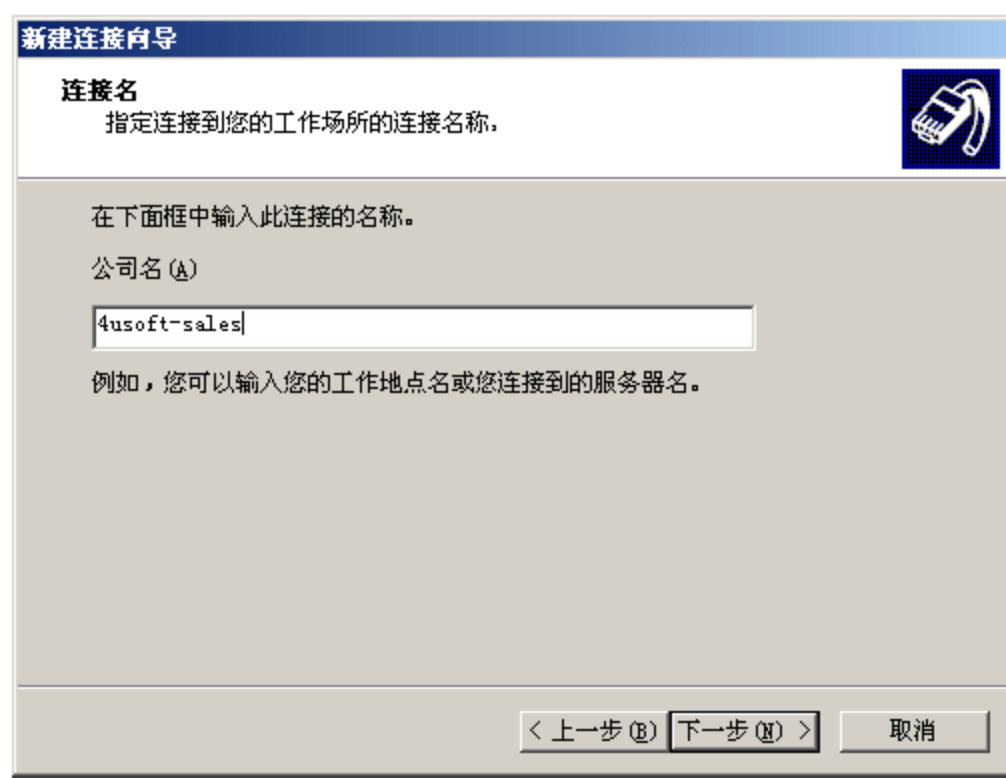 新建连接向导
连接名
指定连接到您的工作场所的连接名称，
在下面框中输入此连接的名称。
公司名(A)
4usoft-sales
例如，您可以输入您的工作地点名或您连接到的服务器名。
< 上一步(B) 下一步(N) > 取消